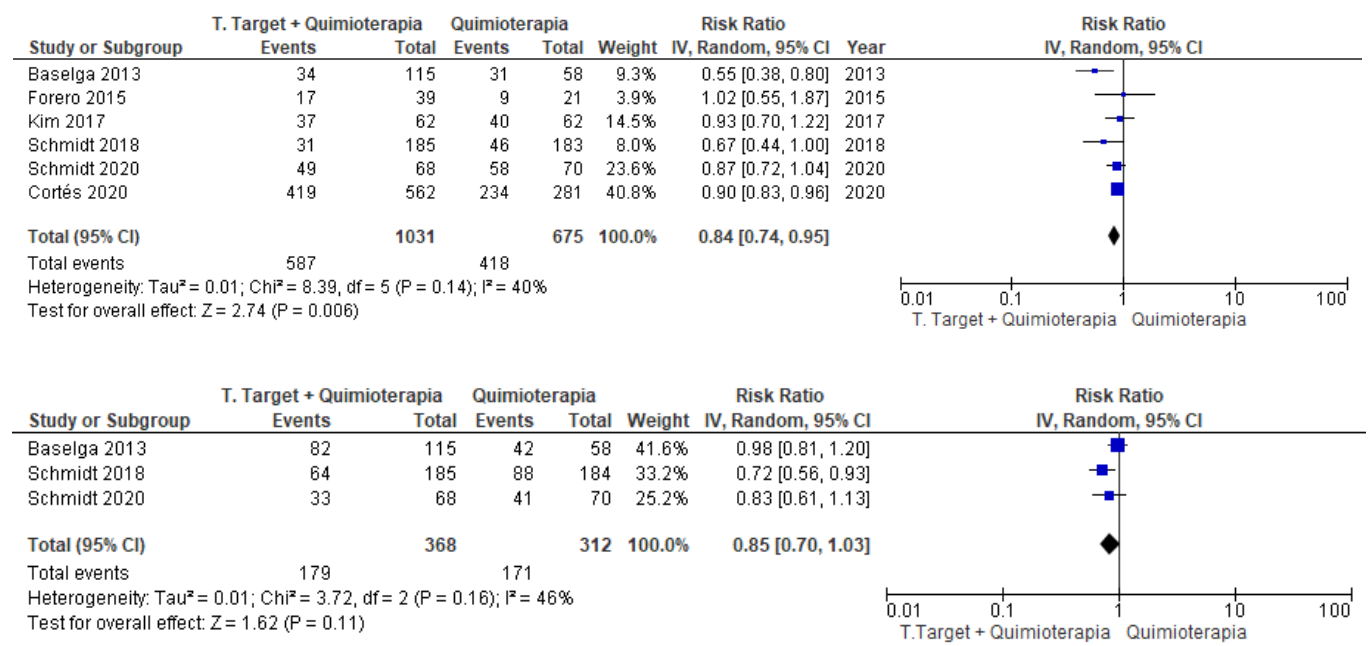 T. Target + Quimioterapia Quimioterapia Risk Ratio Risk Ratio
Study or Subgroup Events Total Events Total Weight IV, Random, 95% CI Year IV, Random, 95% CI
Baselga 2013 34 115 31 58 9.3% 0.55 [0.38, 0.80] 2013
Forero 2015 17 39 9 21 3.9% 1.02 [0.55, 1.87] 2015
Kim 2017 37 62 40 62 14.5% 0.93 [0.70, 1.22] 2017
Schmidt 2018 31 185 46 183 8.0% 0.67 [0.44, 1.00] 2018
Schmidt 2020 49 68 58 70 23.6% 0.87 [0.72, 1.04] 2020
Cortés 2020 419 562 234 281 40.8% 0.90 [0.83, 0.96] 2020
Total (95% CI) 1031 675 100.0% 0.84 [0.74, 0.95]
Total events 587 418
Heterogeneity: Tau² = 0.01; Chi² = 8.39, df = 5 (P = 0.14); I² = 40%
Test for overall effect: Z = 2.74 (P = 0.006)
0.01 0.1 1 10 100
T. Target + Quimioterapia Quimioterapia
T. Target + Quimioterapia Quimioterapia Risk Ratio Risk Ratio
Study or Subgroup Events Total Events Total Weight IV, Random, 95% CI IV, Random, 95% CI
Baselga 2013 82 115 42 58 41.6% 0.98 [0.81, 1.20]
Schmidt 2018 64 185 88 184 33.2% 0.72 [0.56, 0.93]
Schmidt 2020 33 68 41 70 25.2% 0.83 [0.61, 1.13]
Total (95% CI) 368 312 100.0% 0.85 [0.70, 1.03]
Total events 179 171
Heterogeneity: Tau² = 0.01; Chi² = 3.72, df = 2 (P = 0.16); I² = 46%
Test for overall effect: Z = 1.62 (P = 0.11)
0.01 0.1 1 10 100
T.Target + Quimioterapia Quimioterapia